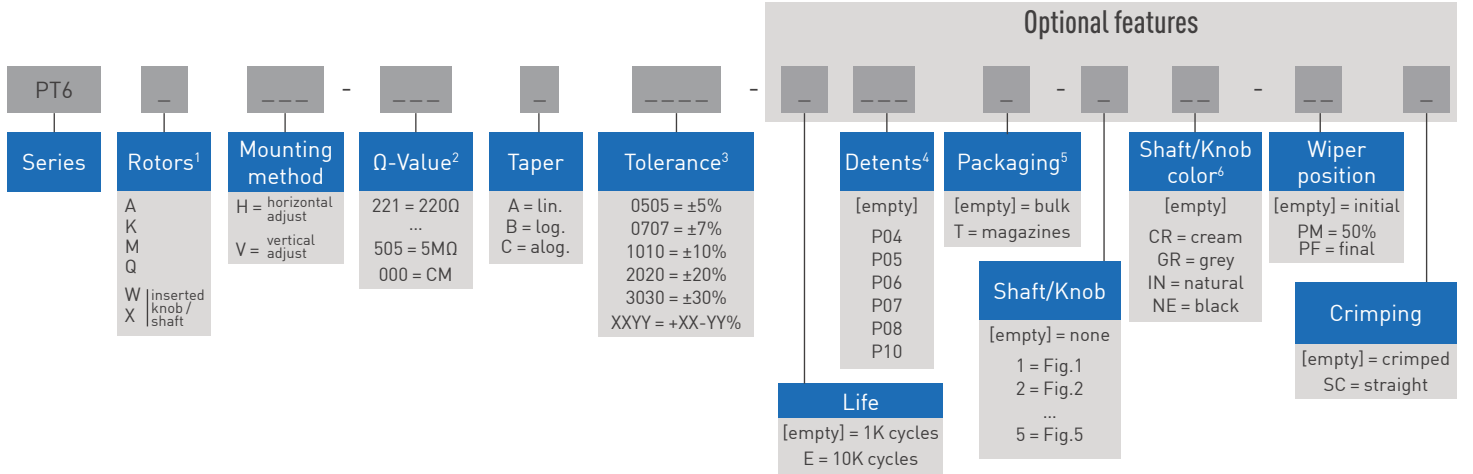 Optional features
PT6 _ _ _ _ - _ _ _ _ _ _ _ _ - _ _ _ _ _ - _ _ _ - _ _ _
Series
Rotors¹
A
K
M
Q
W
X
inserted
knob/
shaft
Mounting
method
H = horizontal
adjust
V = vertical
adjust
Ω-Value²
221 = 220Ω
...
505 = 5MΩ
000 = CM
Taper
A = lin.
B = log.
C = alog.
Tolerance³
0505 = ±5%
0707 = ±7%
1010 = ±10%
2020 = ±20%
3030 = ±30%
XXYY = +XX-YY%
Life
[empty] = 1K cycles
E = 10K cycles
Detents⁴
[empty]
P04
P05
P06
P07
P08
P10
Packaging⁵
[empty] = bulk
T = magazines
Shaft/Knob
[empty] = none
1 = Fig.1
2 = Fig.2
...
5 = Fig.5
Shaft/Knob
color⁶
[empty]
CR = cream
GR = grey
IN = natural
NE = black
Wiper
position
[empty] = initial
PM = 50%
PF = final
Crimping
[empty] = crimped
SC = straight